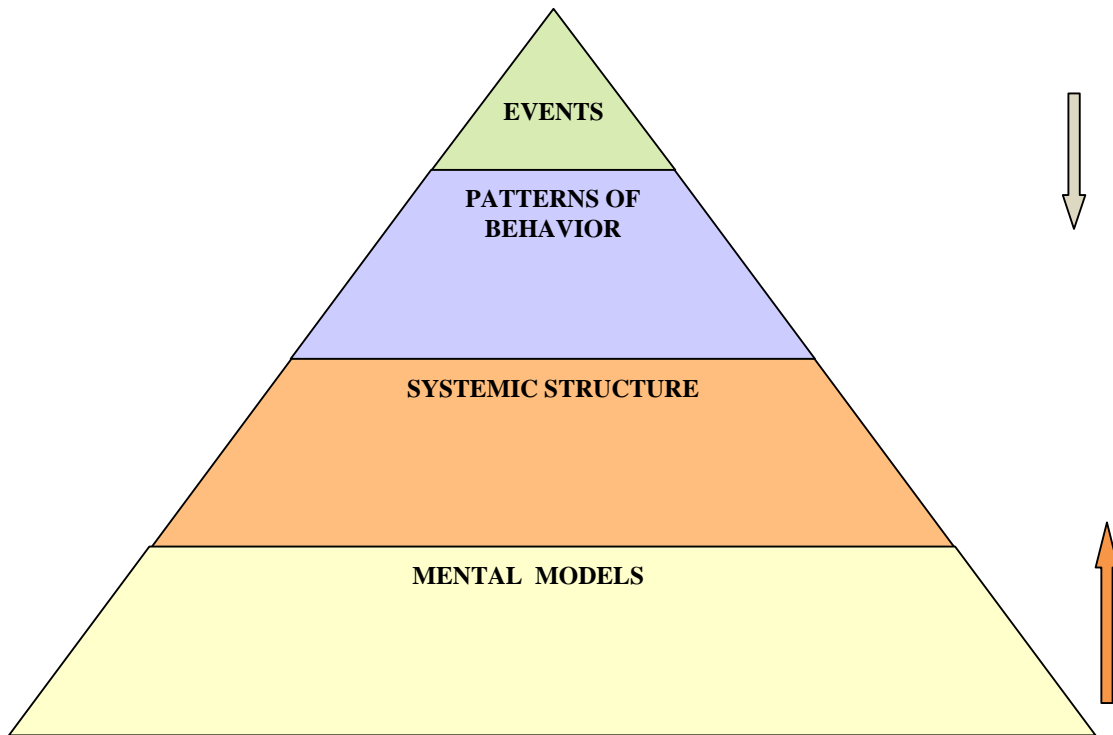 EVENTS
PATTERNS OF
BEHAVIOR
SYSTEMIC STRUCTURE
MENTAL  MODELS